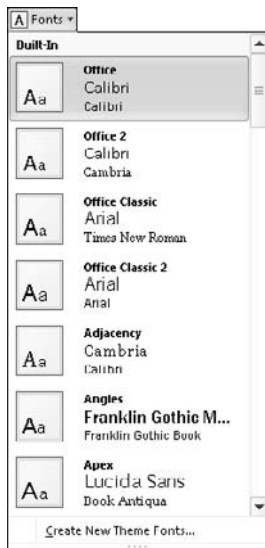 A Fonts
Built-In
Aa
Office
Calibri
Calibri
Aa
Office 2
Calibri
Cambria
Aa
Office Classic
Arial
Times New Roman
Aa
Office Classic 2
Arial
Arial
Aa
Adjacency
Cambria
Calibri
Aa
Angles
Franklin Gothic M...
Franklin Gothic Book
Aa
Apex
Lucida Sans
Book Antiqua
Create New Theme Fonts...